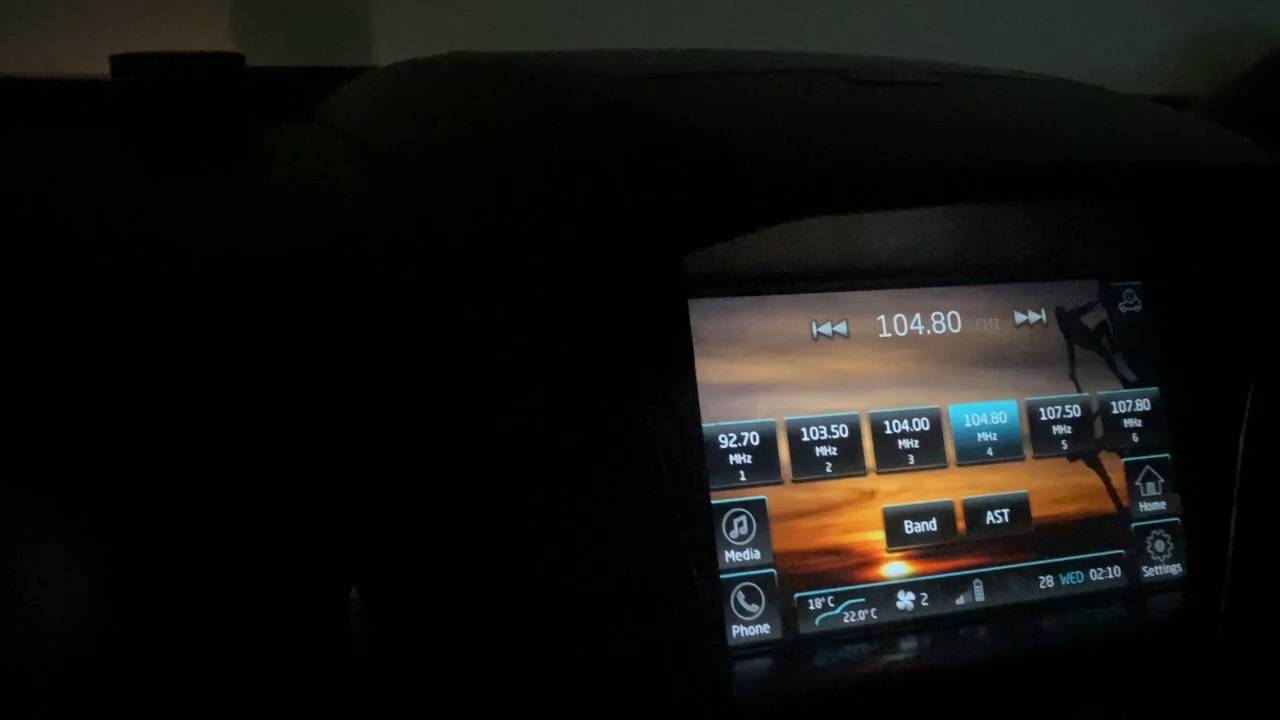 104.80 FM1
92.70 MHz 1
103.50 MHz 2
104.00 MHz 3
104.80 MHz 4
107.50 MHz 5
107.80 MHz 6
Band
AST
Media
Home
Phone
Settings
18°C
22.0°C
2
28 WED 02:10